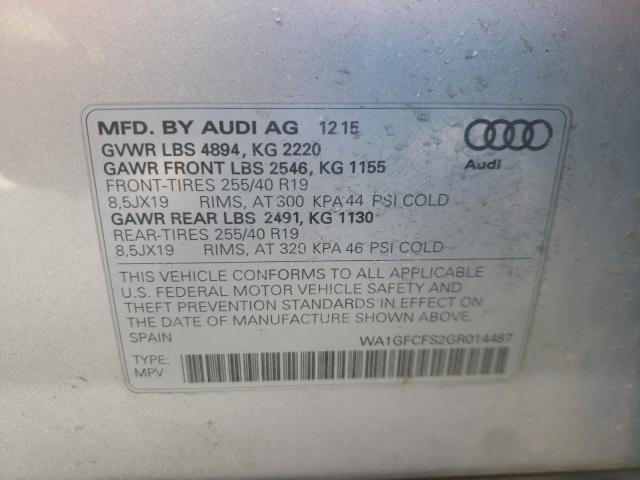 MFD. BY AUDI AG 1215
GVWR LBS 4894, KG 2220
GAWR FRONT LBS 2546, KG 1155
FRONT-TIRES 255/40 R19
8,5JX19 RIMS, AT 300 KPA 44 PSI COLD
GAWR REAR LBS 2491, KG 1130
REAR-TIRES 255/40 R19
8,5JX19 RIMS, AT 320 KPA 46 PSI COLD
Audi
THIS VEHICLE CONFORMS TO ALL APPLICABLE
U.S. FEDERAL MOTOR VEHICLE SAFETY AND
THEFT PREVENTION STANDARDS IN EFFECT ON
THE DATE OF MANUFACTURE SHOWN ABOVE.
SPAIN WA1GFCFS2GR014487
TYPE:
MPV